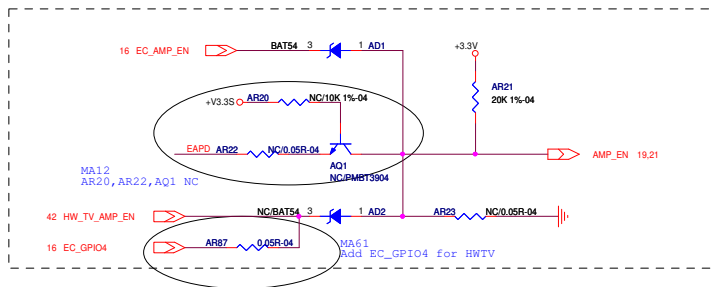 +3.3V
16 EC_AMP_EN
BAT54 3 1 AD1
AR21
20K 1%-04
+V3.3S AR20 NC/10K 1%-04
EAPD AR22 NC/0.05R-04
AMP_EN 19,21
AQ1
NC/PMBT3904
MA12
AR20,AR22,AQ1 NC
42 HW_TV_AMP_EN
NC/BAT54 3 1 AD2
AR23 NC/0.05R-04
16 EC_GPIO4
AR87 0.05R-04
MA61
Add EC_GPIO4 for HWTV